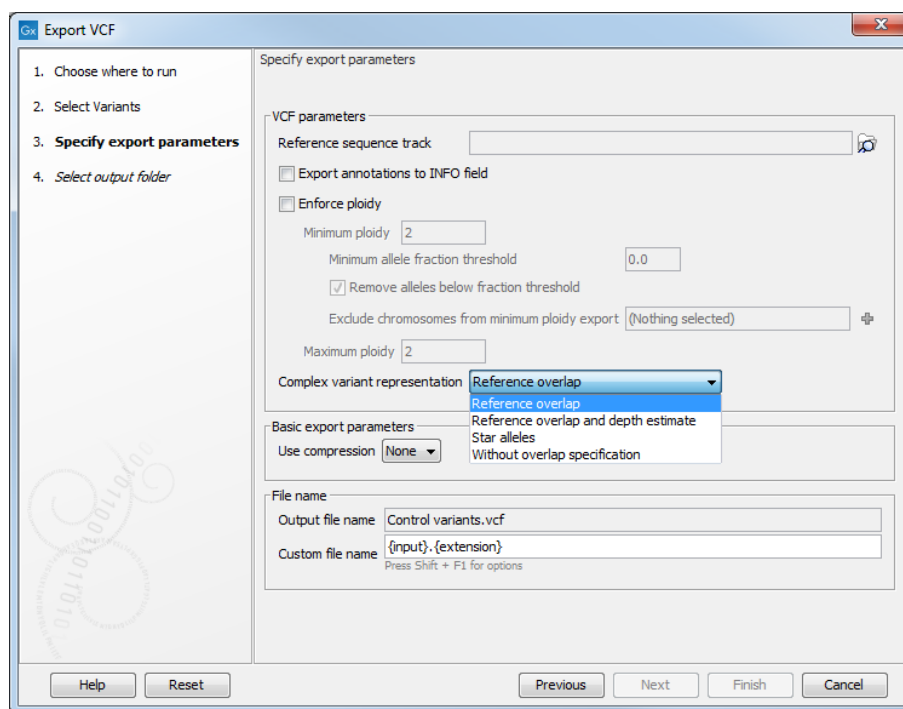 Gx Export VCF
1. Choose where to run
2. Select Variants
3. Specify export parameters
4. Select output folder
Specify export parameters
VCF parameters
Reference sequence track
Export annotations to INFO field
Enforce ploidy
Minimum ploidy 2
Minimum allele fraction threshold 0.0
Remove alleles below fraction threshold
Exclude chromosomes from minimum ploidy export (Nothing selected)
Maximum ploidy 2
Complex variant representation Reference overlap
Reference overlap
Reference overlap and depth estimate
Star alleles
Without overlap specification
Basic export parameters
Use compression None
File name
Output file name Control variants.vcf
Custom file name {input}.{extension}
Press Shift + F1 for options
Help Reset Previous Next Finish Cancel